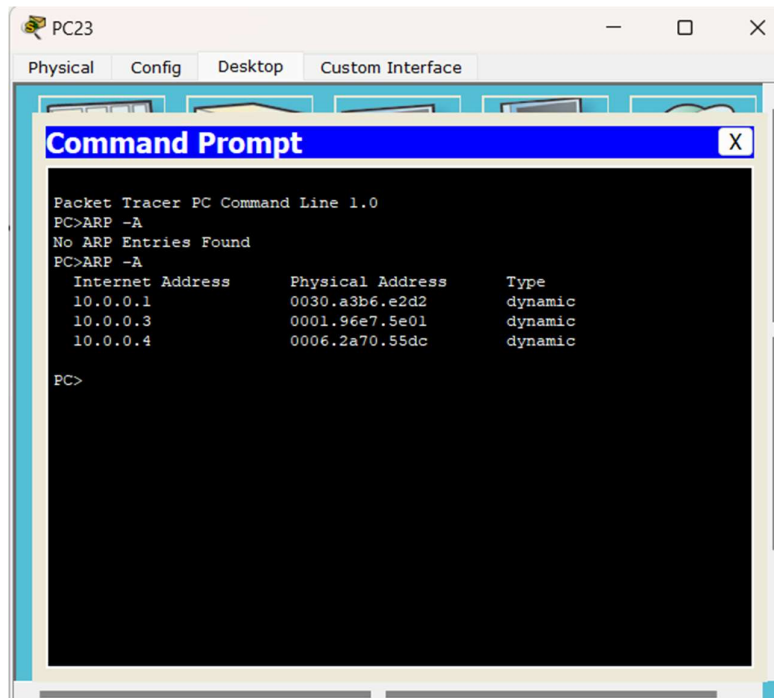 PC23
Physical Config Desktop Custom Interface
Command Prompt X
Packet Tracer PC Command Line 1.0
PC>ARP -A
No ARP Entries Found
PC>ARP -A
Internet Address Physical Address Type
10.0.0.1 0030.a3b6.e2d2 dynamic
10.0.0.3 0001.96e7.5e01 dynamic
10.0.0.4 0006.2a70.55dc dynamic
PC>